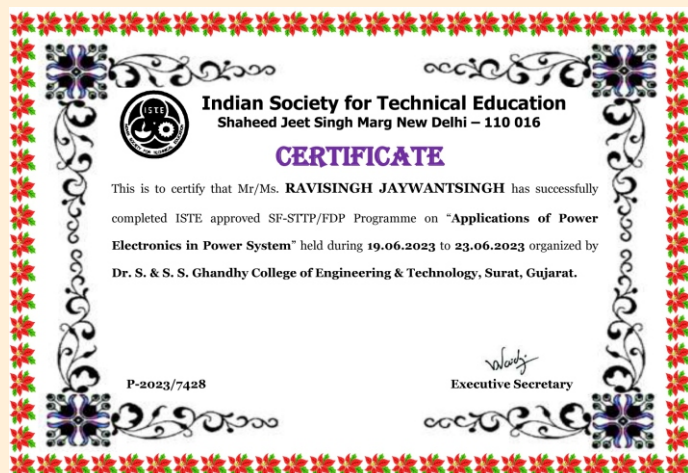 ISTE
Indian Society for Technical Education
Shaheed Jeet Singh Marg New Delhi – 110 016
CERTIFICATE
This is to certify that Mr/Ms. RAVISINGH JAYWANTSINGH has successfully
completed ISTE approved SF-STTP/FDP Programme on “Applications of Power
Electronics in Power System” held during 19.06.2023 to 23.06.2023 organized by
Dr. S. & S. S. Ghandhy College of Engineering & Technology, Surat, Gujarat.
P-2023/7428
Executive Secretary